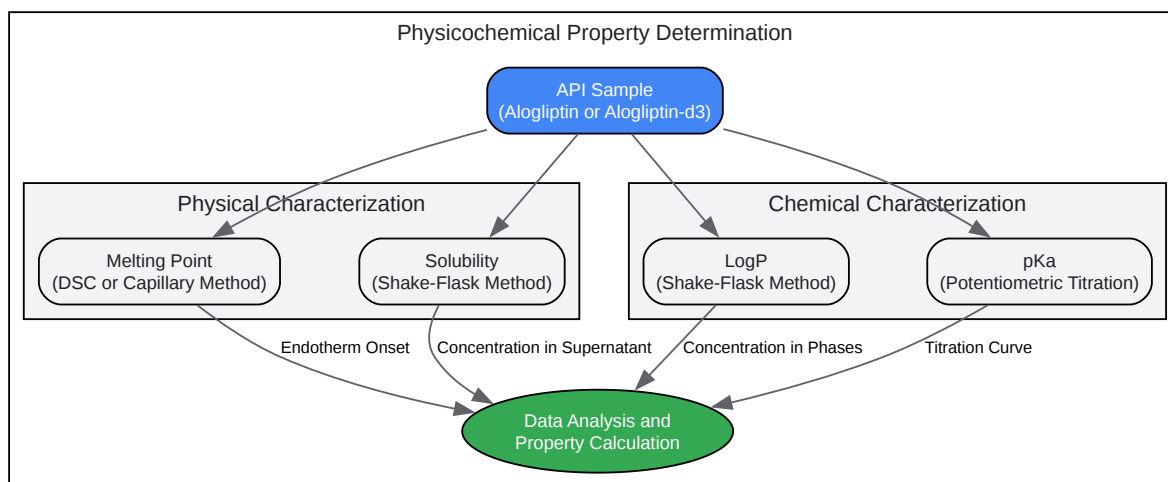 Physicochemical Property Determination
API Sample
(Alogliptin or Alogliptin-d3)
Physical Characterization
Chemical Characterization
Melting Point
(DSC or Capillary Method)
Solubility
(Shake-Flask Method)
LogP
(Shake-Flask Method)
pKa
(Potentiometric Titration)
Endotherm Onset
Concentration in Supernatant
Concentration in Phases
Titration Curve
Data Analysis and
Property Calculation